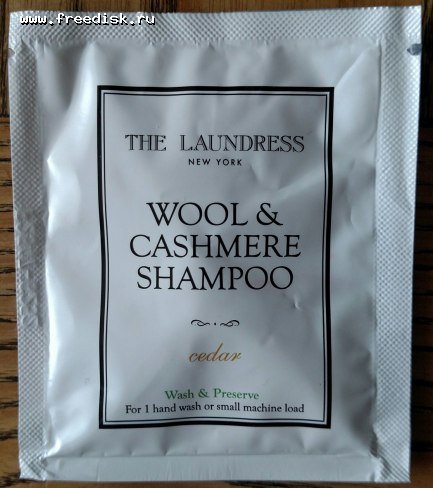 www.freedisk.ru
THE LAUNDRESS
NEW YORK
WOOL &
CASHMERE
SHAMPOO
cedar
Wash & Preserve
For 1 hand wash or small machine load